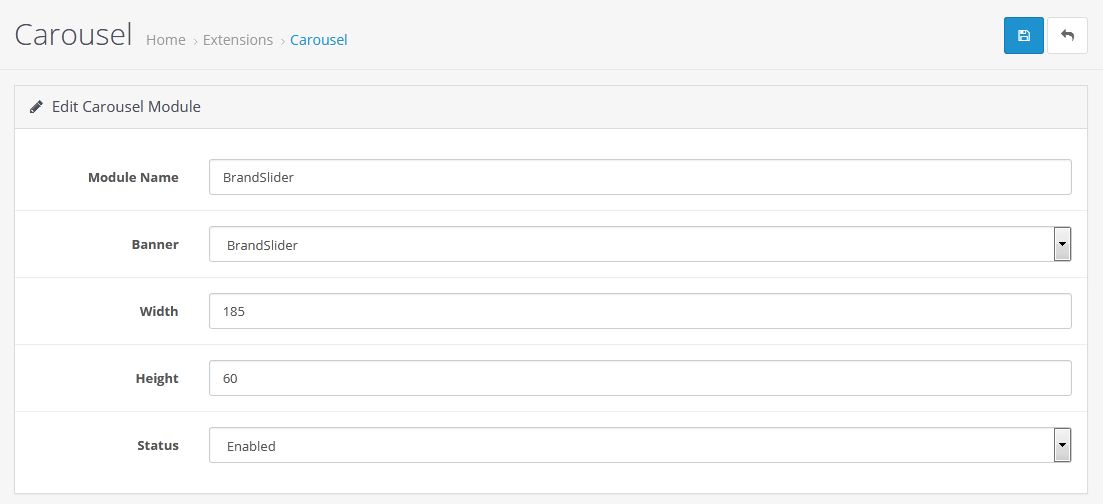 Carousel Home › Extensions › Carousel
Edit Carousel Module
Module Name BrandSlider
Banner BrandSlider
Width 185
Height 60
Status Enabled